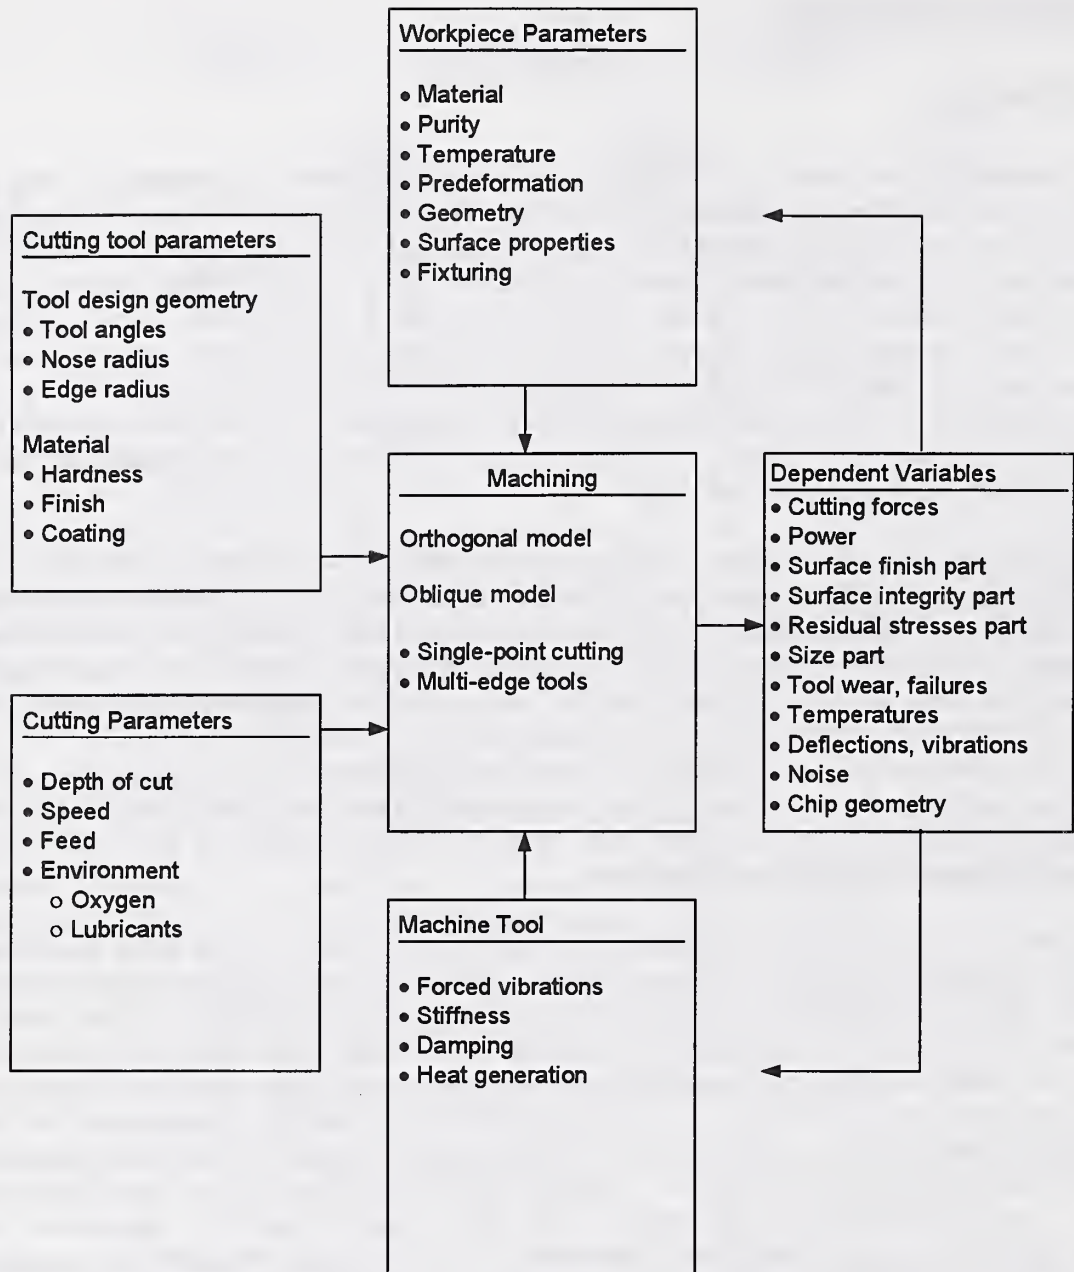 Workpiece Parameters
• Material
• Purity
• Temperature
• Predeformation
• Geometry
• Surface properties
• Fixturing
Cutting tool parameters
Tool design geometry
• Tool angles
• Nose radius
• Edge radius
Material
• Hardness
• Finish
• Coating
Machining
Orthogonal model
Oblique model
• Single-point cutting
• Multi-edge tools
Dependent Variables
• Cutting forces
• Power
• Surface finish part
• Surface integrity part
• Residual stresses part
• Size part
• Tool wear, failures
• Temperatures
• Deflections, vibrations
• Noise
• Chip geometry
Cutting Parameters
• Depth of cut
• Speed
• Feed
• Environment
o Oxygen
o Lubricants
Machine Tool
• Forced vibrations
• Stiffness
• Damping
• Heat generation